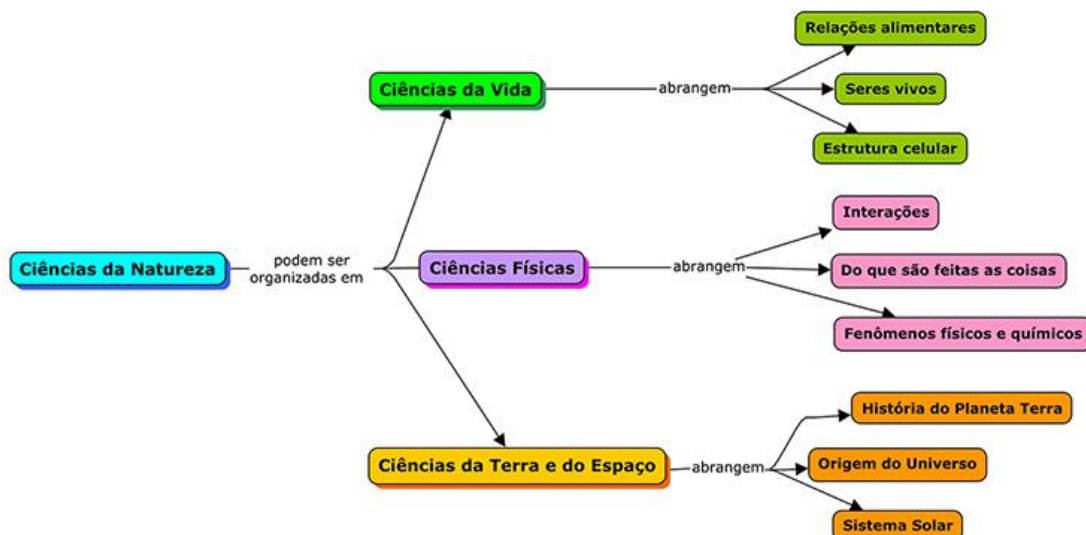 Ciências da Natureza
podem ser
organizadas em
Ciências da Vida
abrangem
Relações alimentares
Seres vivos
Estrutura celular
Ciências Físicas
abrangem
Interações
Do que são feitas as coisas
Fenômenos físicos e químicos
Ciências da Terra e do Espaço
abrangem
História do Planeta Terra
Origem do Universo
Sistema Solar